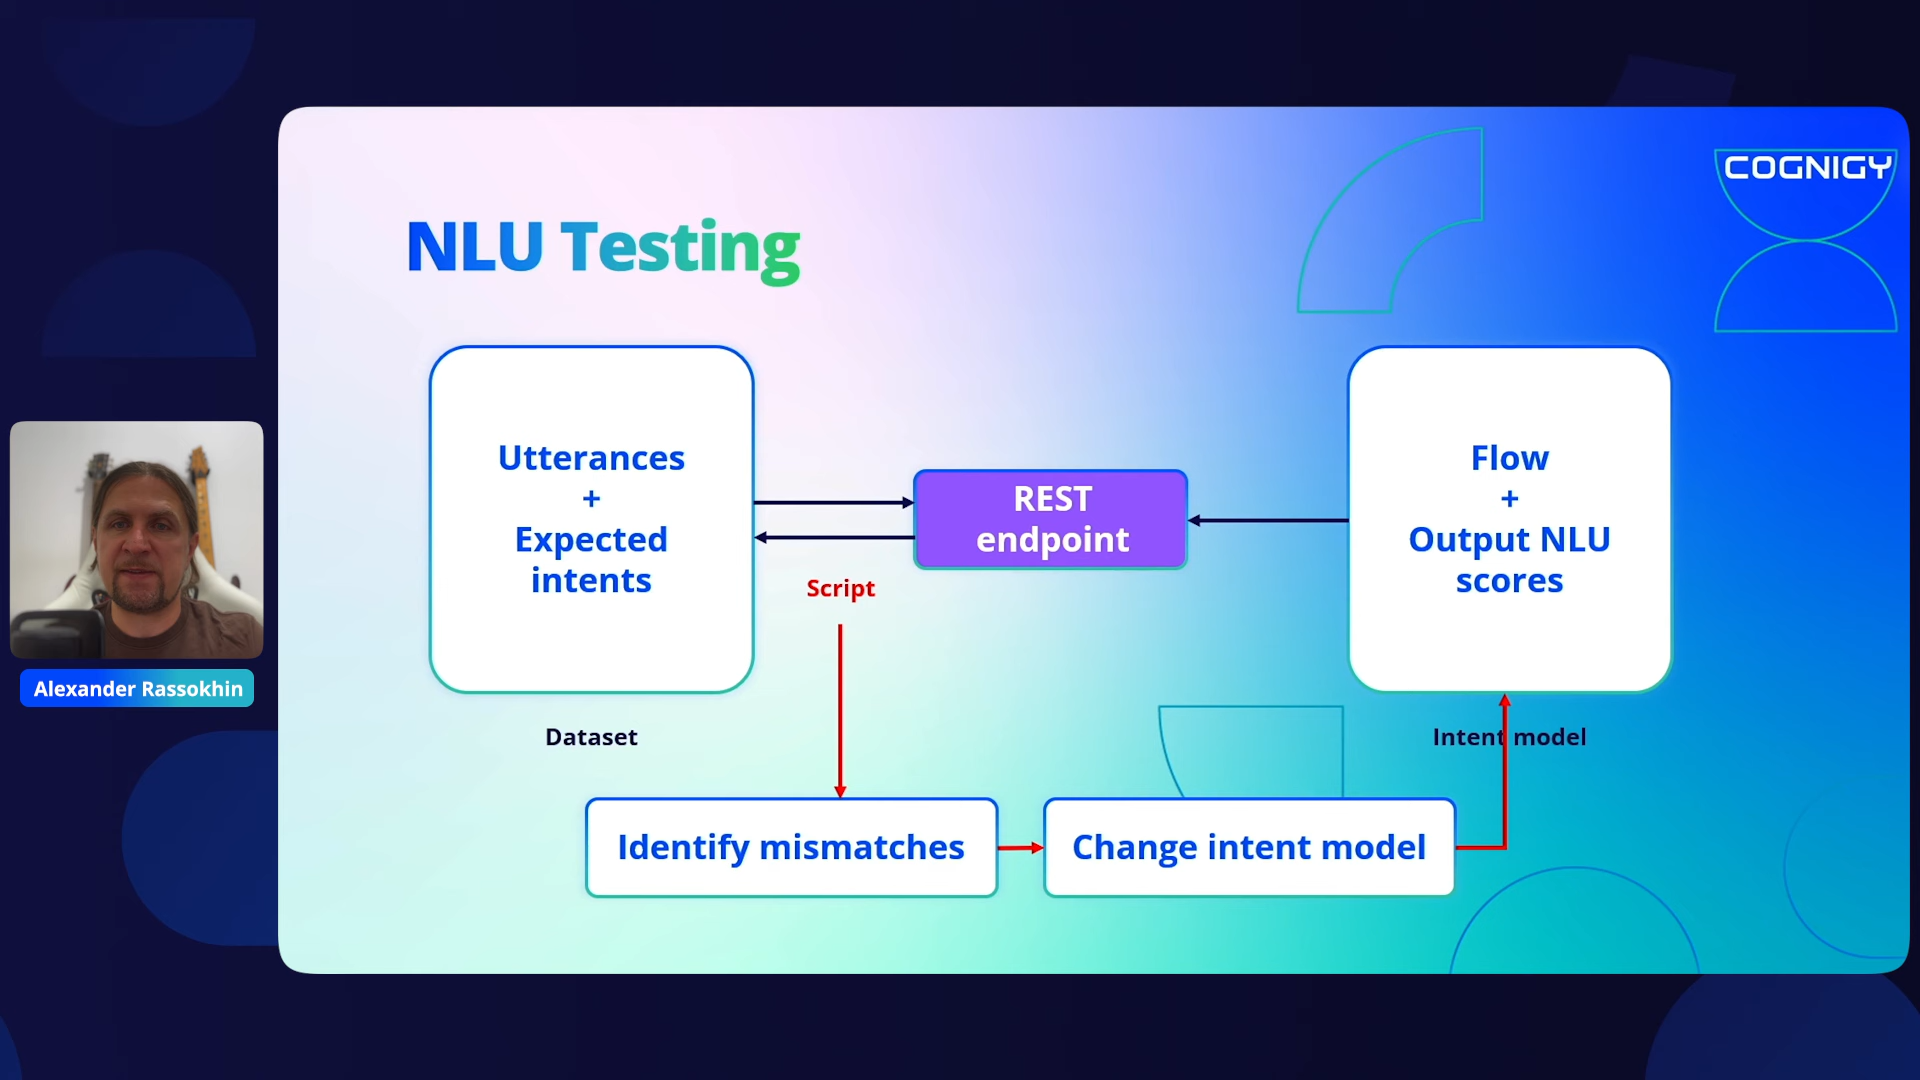 COGNIGY
NLU Testing
Utterances
+
Expected
intents
REST
endpoint
Flow
+
Output NLU
scores
Script
Alexander Rassokhin
Dataset
Intent model
Identify mismatches
Change intent model